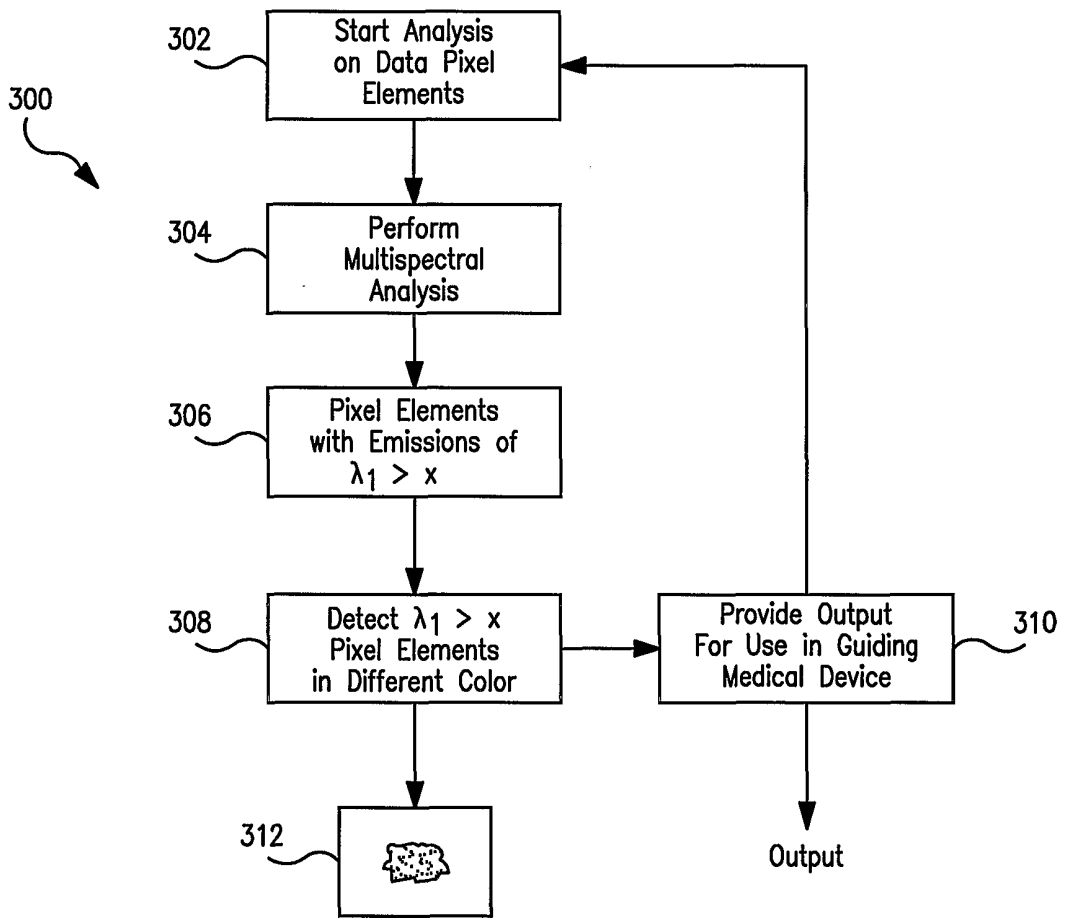 300
302
Start Analysis
on Data Pixel
Elements
304
Perform
Multispectral
Analysis
306
Pixel Elements
with Emissions of
λ1 > x
308
Detect λ1 > x
Pixel Elements
in Different Color
Provide Output
For Use in Guiding
Medical Device
310
312
Output